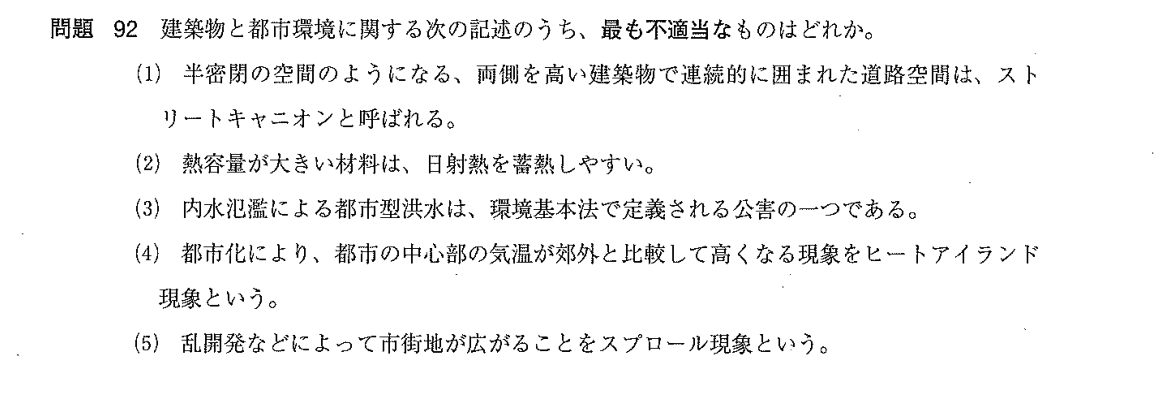 問題 92 建築物と都市環境に関する次の記述のうち、最も不適当なものはどれか。
(1) 半密閉の空間のようになる、両側を高い建築物で連続的に囲まれた道路空間は、スト
リートキャニオンと呼ばれる。
(2) 熱容量が大きい材料は、日射熱を蓄熱しやすい。
(3) 内水氾濫による都市型洪水は、環境基本法で定義される公害の一つである。
(4) 都市化により、都市の中心部の気温が郊外と比較して高くなる現象をヒートアイランド
現象という。
(5) 乱開発などによって市街地が広がることをスプロール現象という。